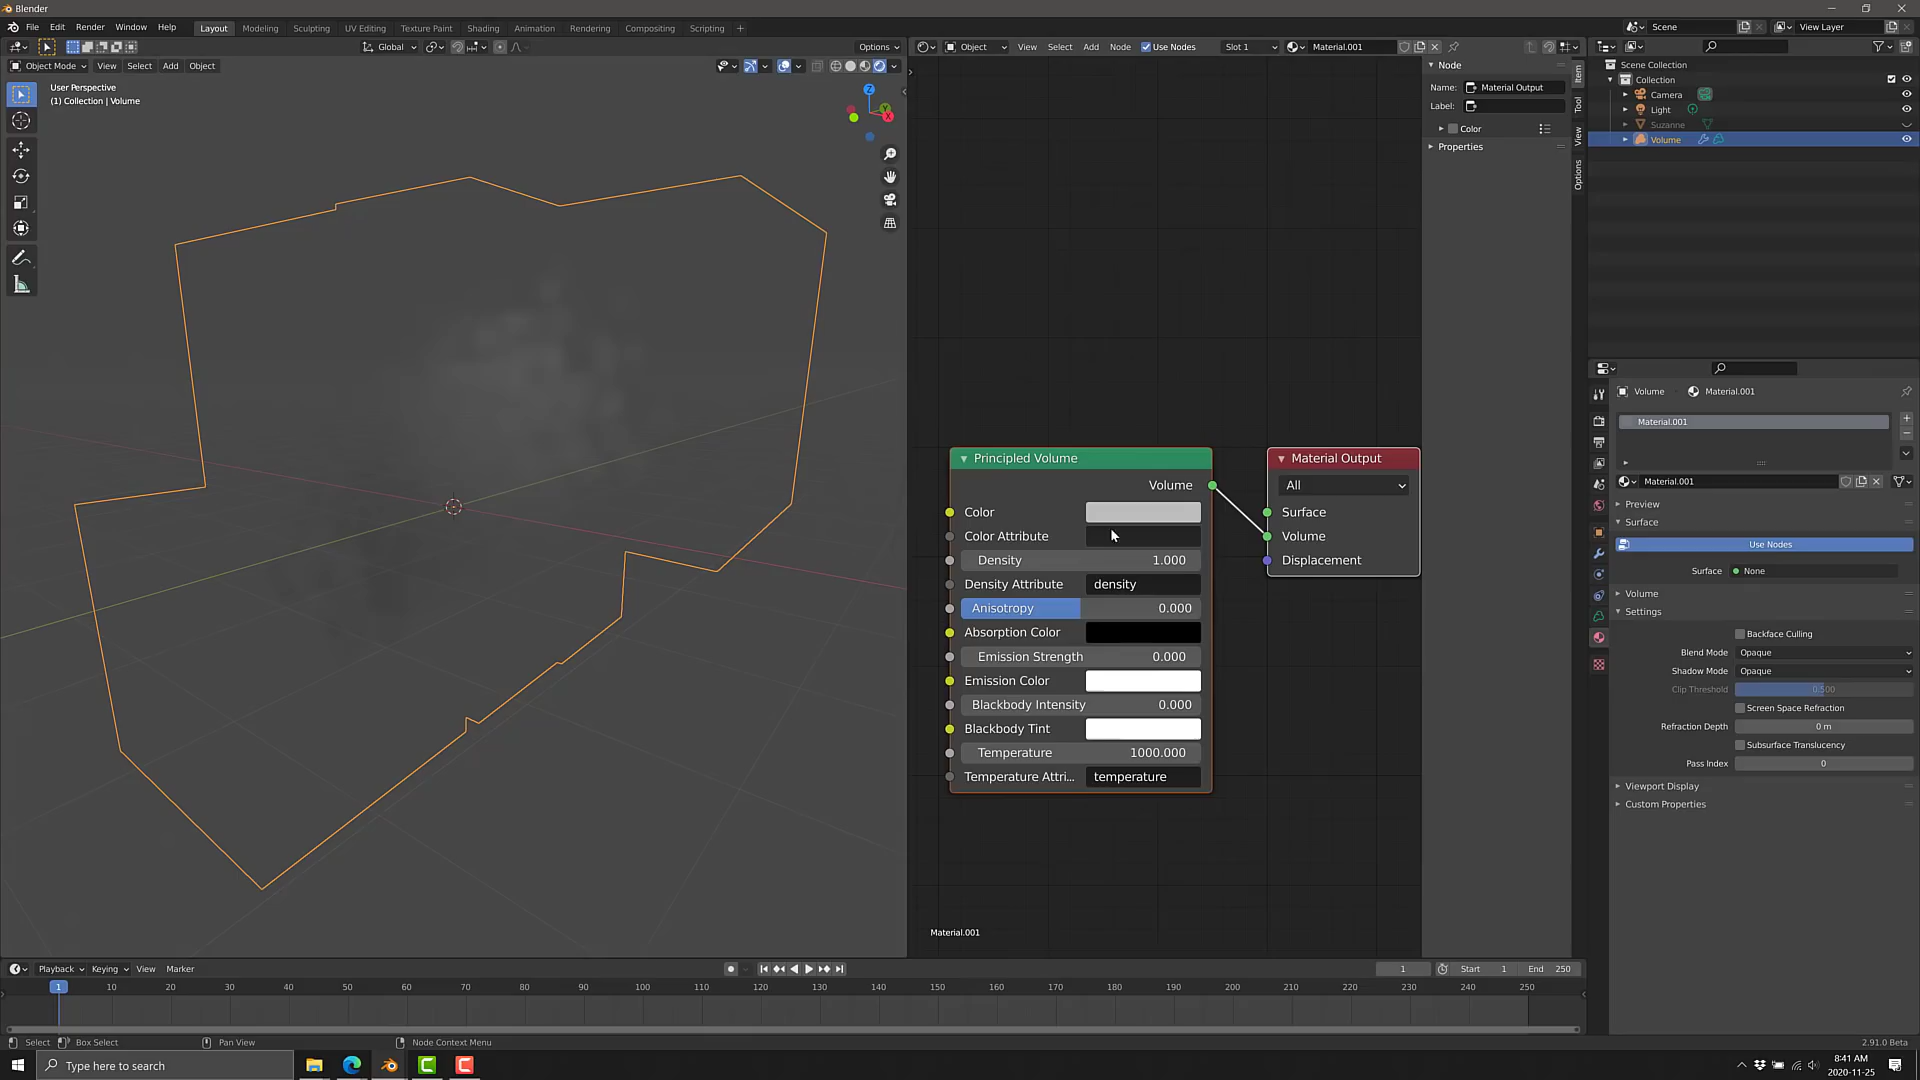 Blender
File Edit Render Window Help
Layout Modeling Sculpting UV Editing Texture Paint Shading Animation Rendering Compositing Scripting +
Scene
View Layer
Global
Options
Object
View Select Add Node Use Nodes
Slot 1
Material.001
Object Mode View Select Add Object
User Perspective
(1) Collection | Volume
Z
Y
X
Node
Name: Material Output
Label:
Color
Properties
Item
Tool
View
Options
Scene Collection
Collection
Camera
Light
Suzanne
Volume
Principled Volume
Volume
Color
Color Attribute
Density 1.000
Density Attribute density
Anisotropy 0.000
Absorption Color
Emission Strength 0.000
Emission Color
Blackbody Intensity 0.000
Blackbody Tint
Temperature 1000.000
Temperature Attri... temperature
Material Output
All
Surface
Volume
Displacement
Material.001
Volume Material.001
Material.001
Material.001
Preview
Surface
Use Nodes
Surface None
Volume
Settings
Backface Culling
Blend Mode Opaque
Shadow Mode Opaque
Clip Threshold 0.500
Screen Space Refraction
Refraction Depth 0 m
Subsurface Translucency
Pass Index 0
Viewport Display
Custom Properties
Playback Keying View Marker
1 Start 1 End 250
1 10 20 30 40 50 60 70 80 90 100 110 120 130 140 150 160 170 180 190 200 210 220 230 240 250
Select Box Select Pan View Node Context Menu 2.91.0 Beta
Type here to search
8:41 AM
2020-11-25